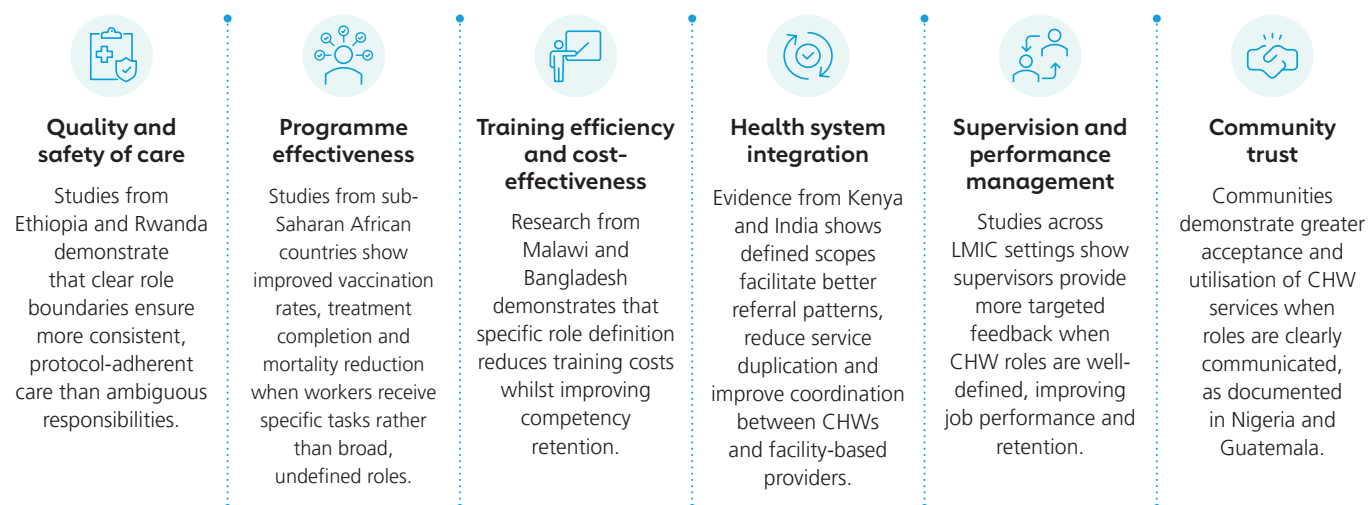 Quality and
safety of care
Studies from
Ethiopia and Rwanda
demonstrate
that clear role
boundaries ensure
more consistent,
protocol-adherent
care than ambiguous
responsibilities.
Programme
effectiveness
Studies from sub-
Saharan African
countries show
improved vaccination
rates, treatment
completion and
mortality reduction
when workers receive
specific tasks rather
than broad,
undefined roles.
Training efficiency
and cost-
effectiveness
Research from
Malawi and
Bangladesh
demonstrates that
specific role definition
reduces training costs
whilst improving
competency
retention.
Health system
integration
Evidence from Kenya
and India shows
defined scopes
facilitate better
referral patterns,
reduce service
duplication and
improve coordination
between CHWs
and facility-based
providers.
Supervision and
performance
management
Studies across
LMIC settings show
supervisors provide
more targeted
feedback when
CHW roles are well-
defined, improving
job performance and
retention.
Community
trust
Communities
demonstrate greater
acceptance and
utilisation of CHW
services when
roles are clearly
communicated,
as documented
in Nigeria and
Guatemala.